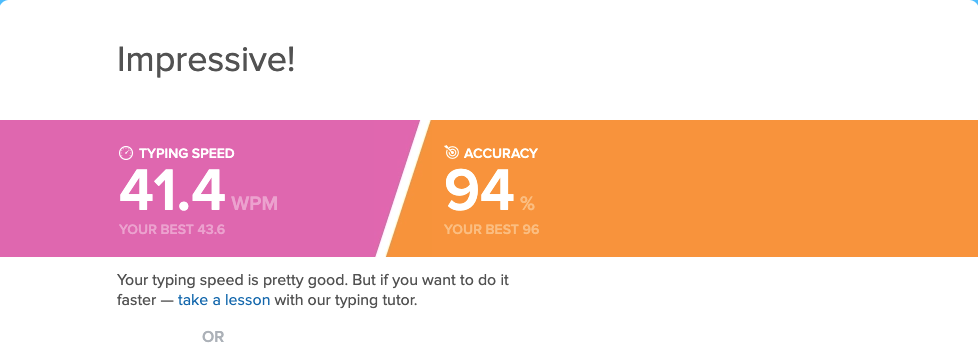 Impressive!
TYPING SPEED
41.4 WPM
YOUR BEST 43.6
ACCURACY
94 %
YOUR BEST 96
Your typing speed is pretty good. But if you want to do it
faster — take a lesson with our typing tutor.
OR